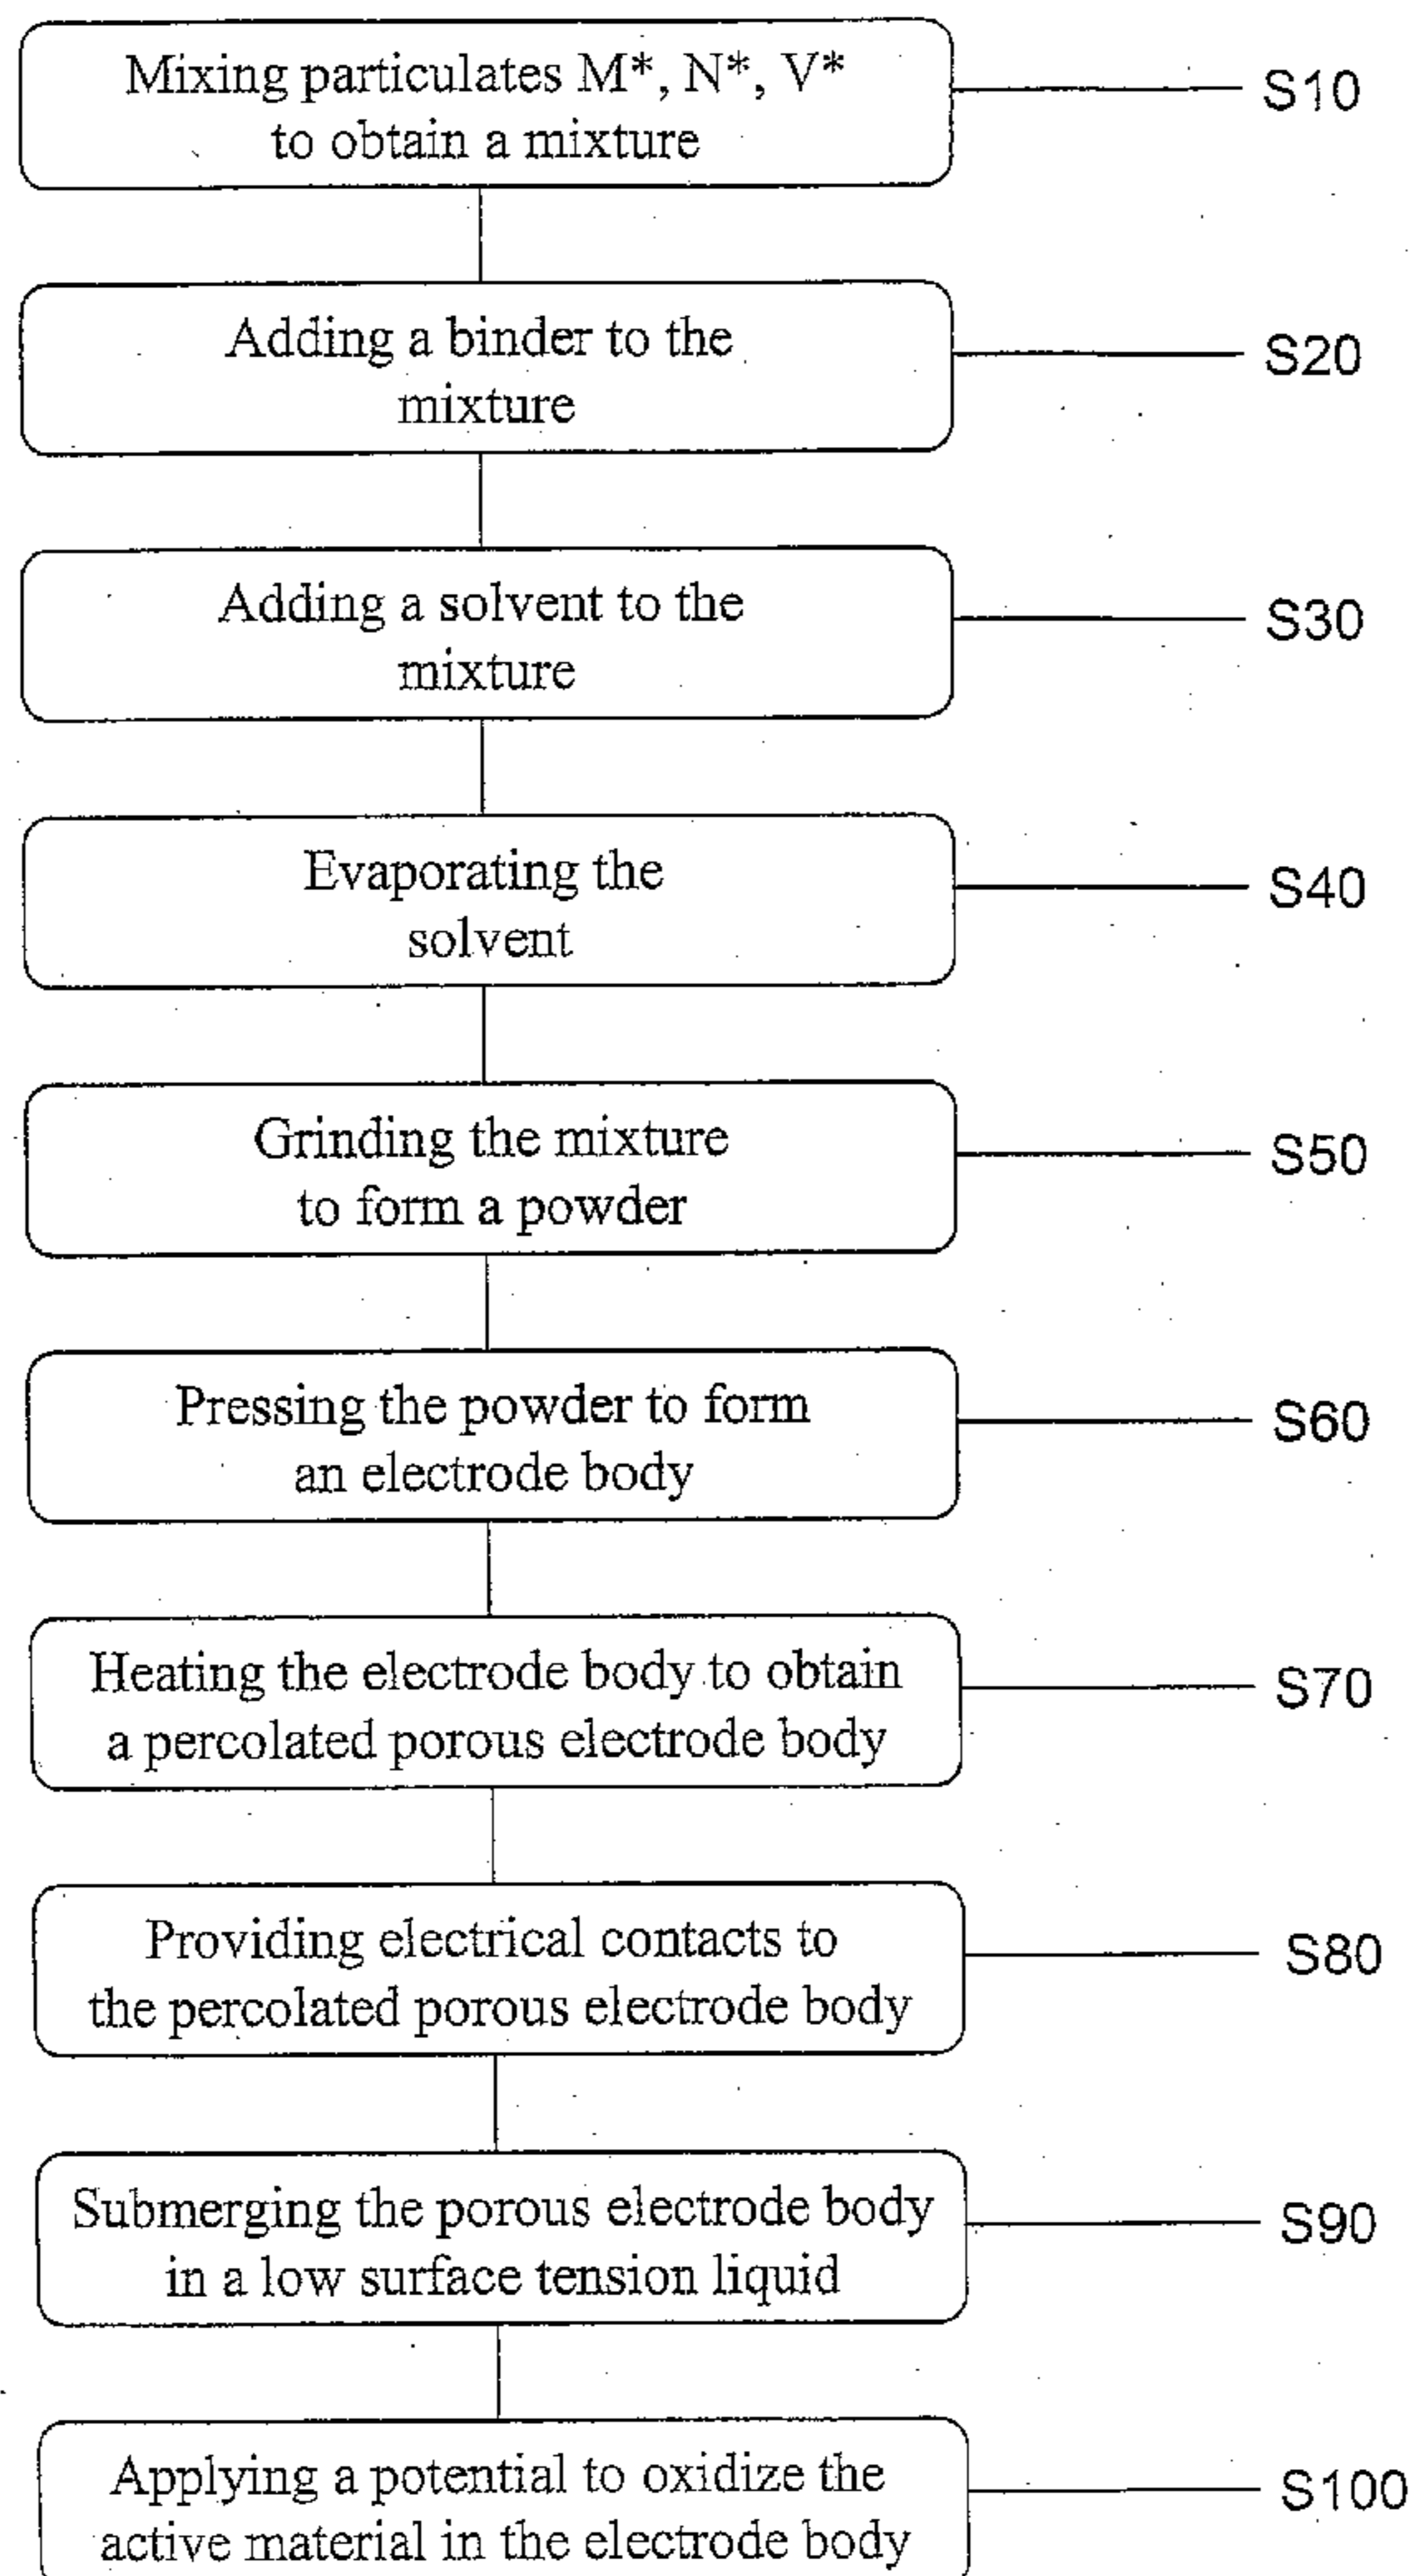 Mixing particulates M*, N*, V*
to obtain a mixture
S10
Adding a binder to the
mixture
S20
Adding a solvent to the
mixture
S30
Evaporating the
solvent
S40
Grinding the mixture
to form a powder
S50
Pressing the powder to form
an electrode body
S60
Heating the electrode body to obtain
a percolated porous electrode body
S70
Providing electrical contacts to
the percolated porous electrode body
S80
Submerging the porous electrode body
in a low surface tension liquid
S90
Applying a potential to oxidize the
active material in the electrode body
S100